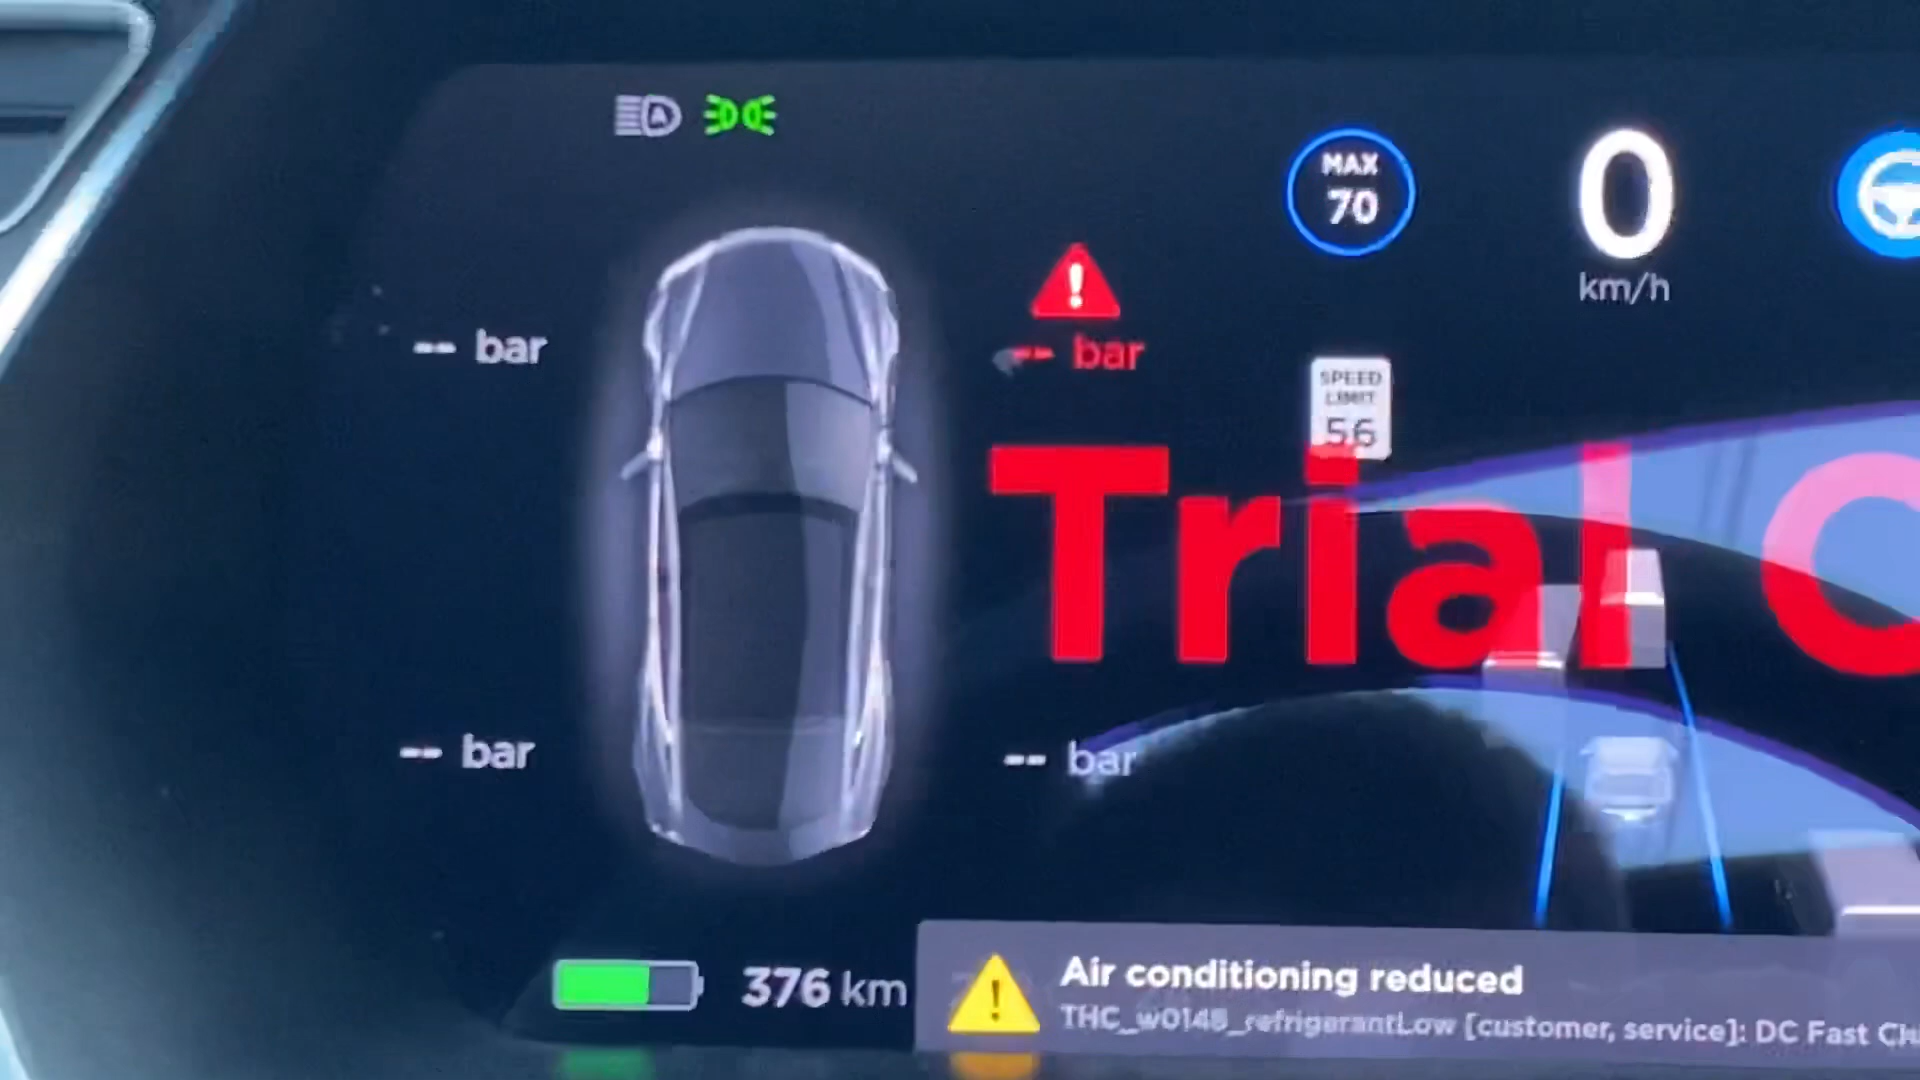 MAX
70
0
km/h
-- bar
-- bar
SPEED
LIMIT
56
Trial
-- bar
-- bar
376 km
Air conditioning reduced
THC_w0148_refrigerantLow [customer, service]: DC Fast